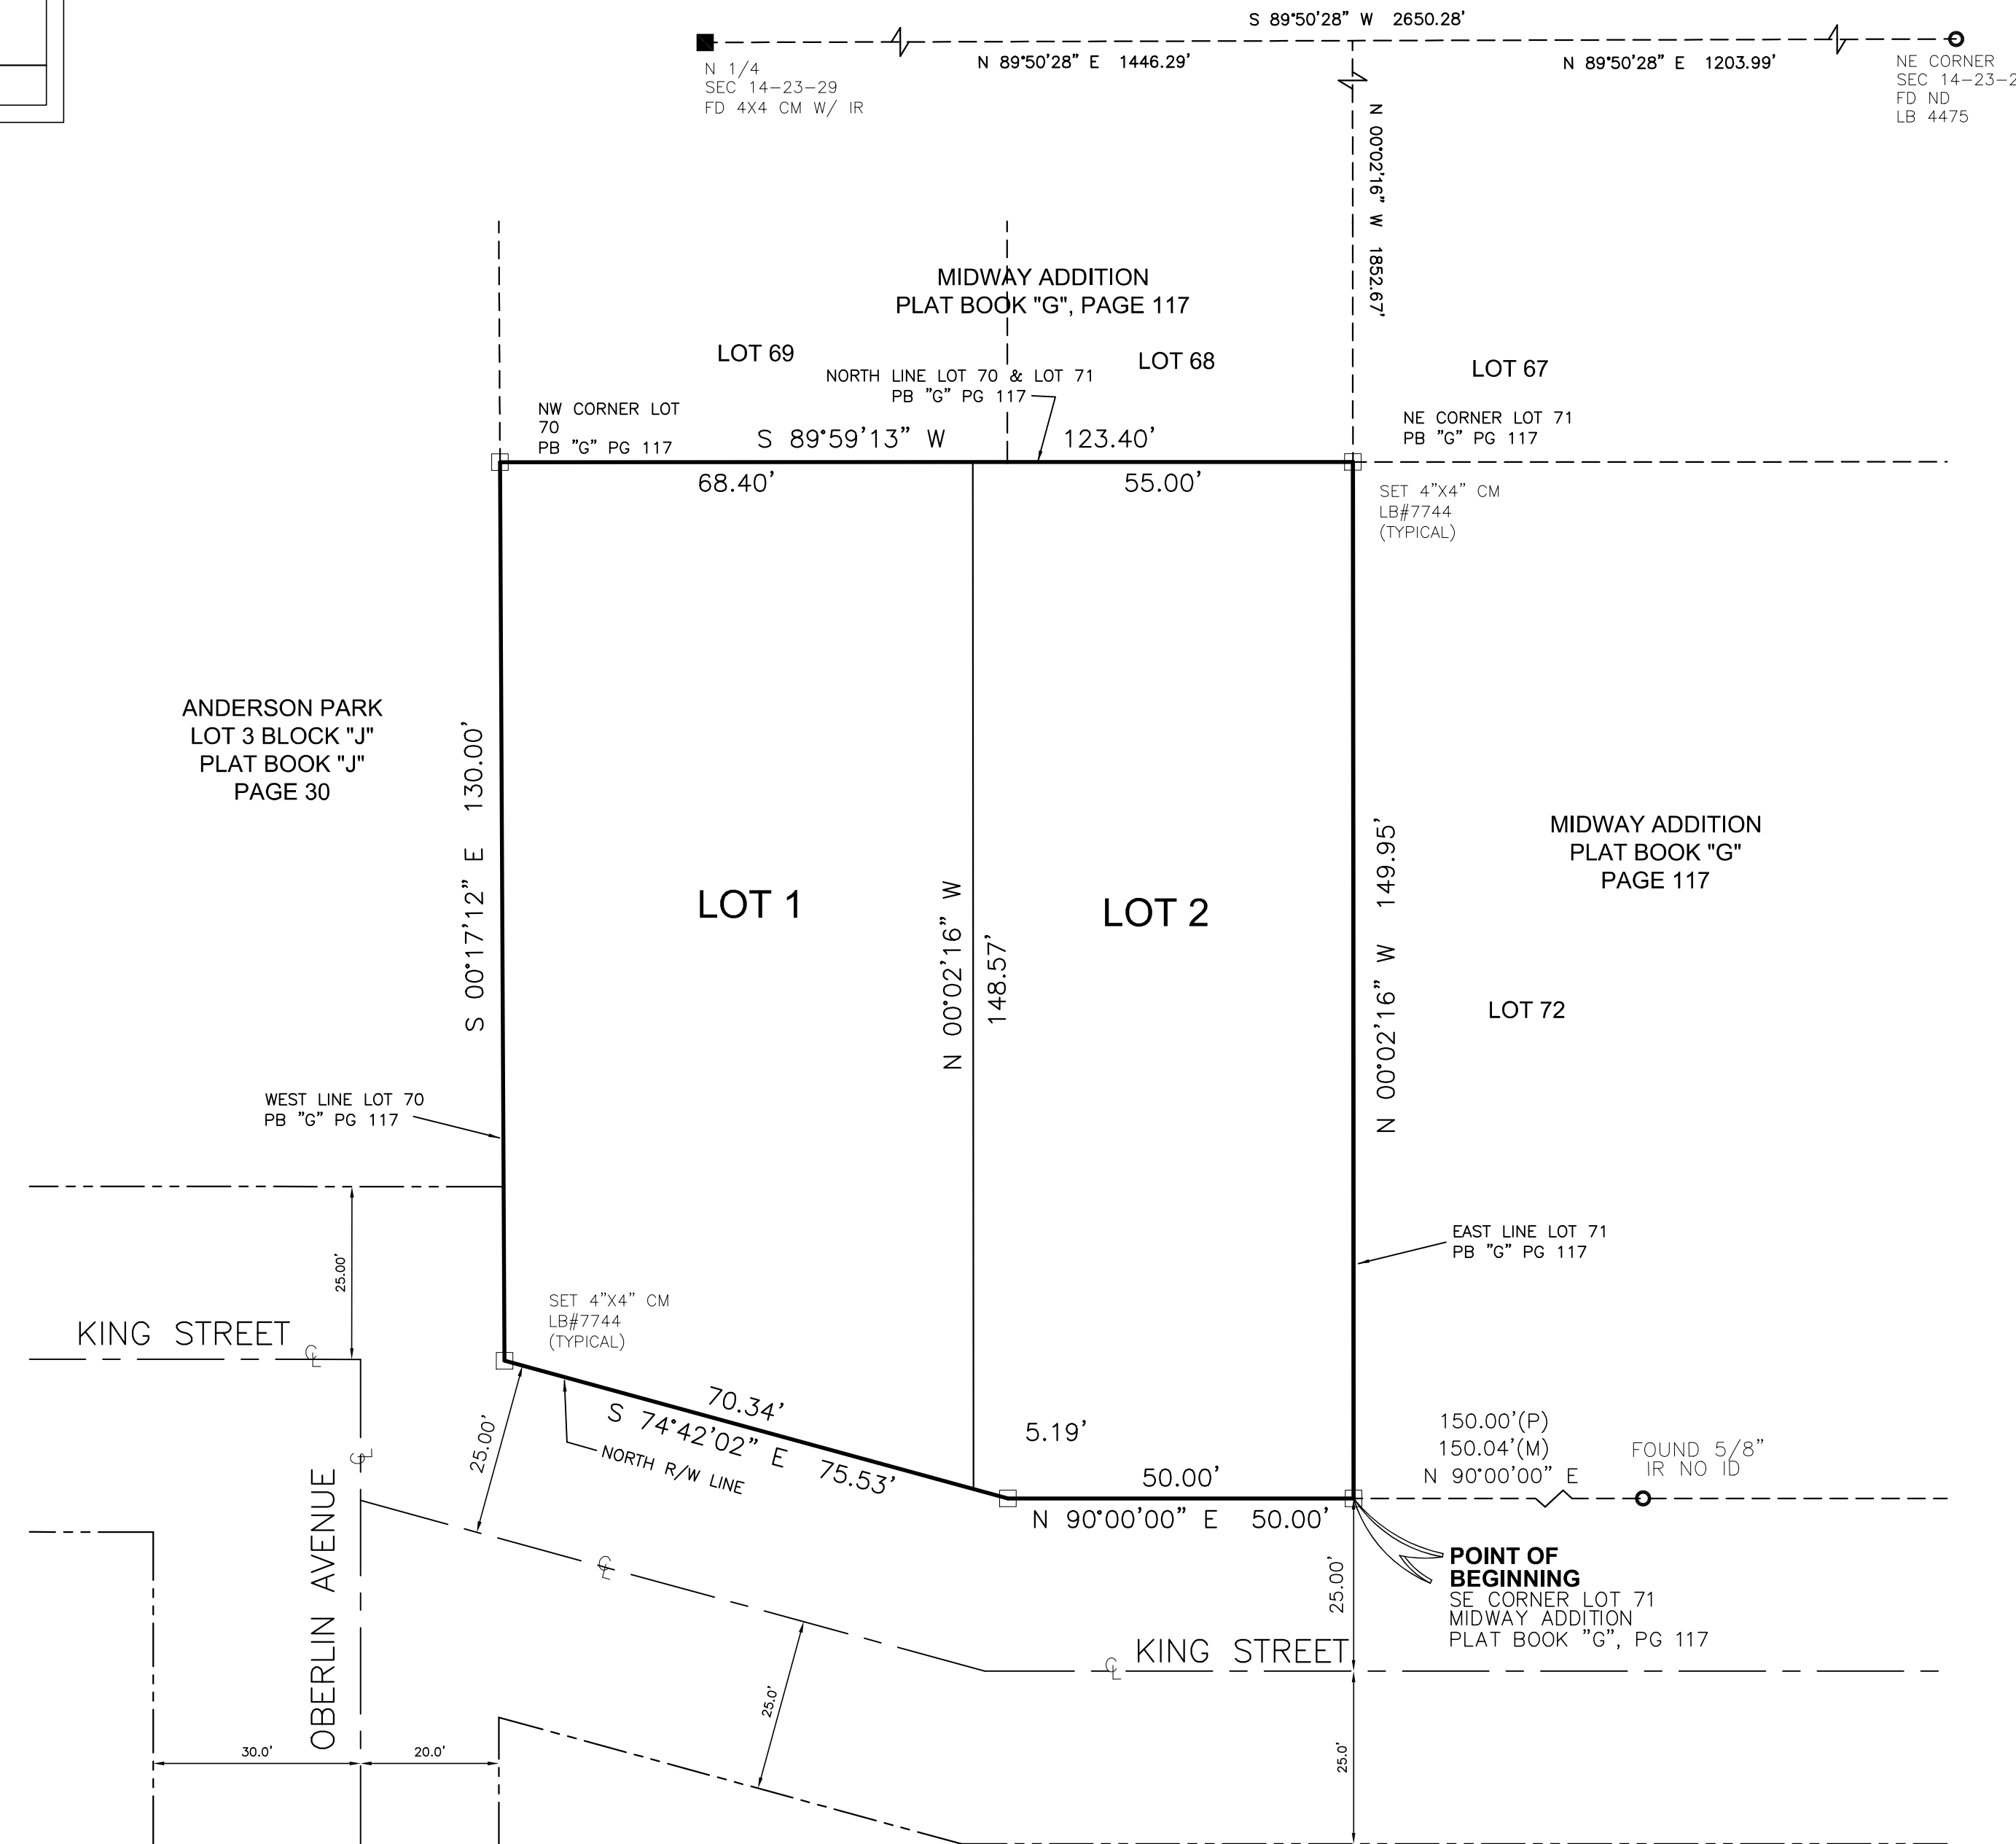 S 89°50'28" W 2650.28'
N 89°50'28" E 1446.29'
N 89°50'28" E 1203.99'
N 1/4
SEC 14-23-29
FD 4X4 CM W/ IR
NE CORNER
SEC 14-23-2
FD ND
LB 4475
N 00°02'16" W 1852.67'
MIDWAY ADDITION
PLAT BOOK "G", PAGE 117
LOT 69
LOT 68
LOT 67
NORTH LINE LOT 70 & LOT 71
PB "G" PG 117
NW CORNER LOT
70
PB "G" PG 117
NE CORNER LOT 71
PB "G" PG 117
S 89°59'13" W 123.40'
68.40'
55.00'
SET 4"X4" CM
LB#7744
(TYPICAL)
ANDERSON PARK
LOT 3 BLOCK "J"
PLAT BOOK "J"
PAGE 30
S 00°17'12" E 130.00'
LOT 1
N 00°02'16" W
148.57'
LOT 2
N 00°02'16" W 149.95'
MIDWAY ADDITION
PLAT BOOK "G"
PAGE 117
LOT 72
WEST LINE LOT 70
PB "G" PG 117
EAST LINE LOT 71
PB "G" PG 117
25.00'
KING STREET
SET 4"X4" CM
LB#7744
(TYPICAL)
70.34'
S 74°42'02" E 75.53'
NORTH R/W LINE
25.00'
5.19'
50.00'
N 90°00'00" E 50.00'
150.00'(P)
150.04'(M)
N 90°00'00" E
FOUND 5/8"
IR NO ID
POINT OF
BEGINNING
SE CORNER LOT 71
MIDWAY ADDITION
PLAT BOOK "G", PG 117
25.00'
KING STREET
OBERLIN AVENUE
30.0'
20.0'
25.0'
25.0'